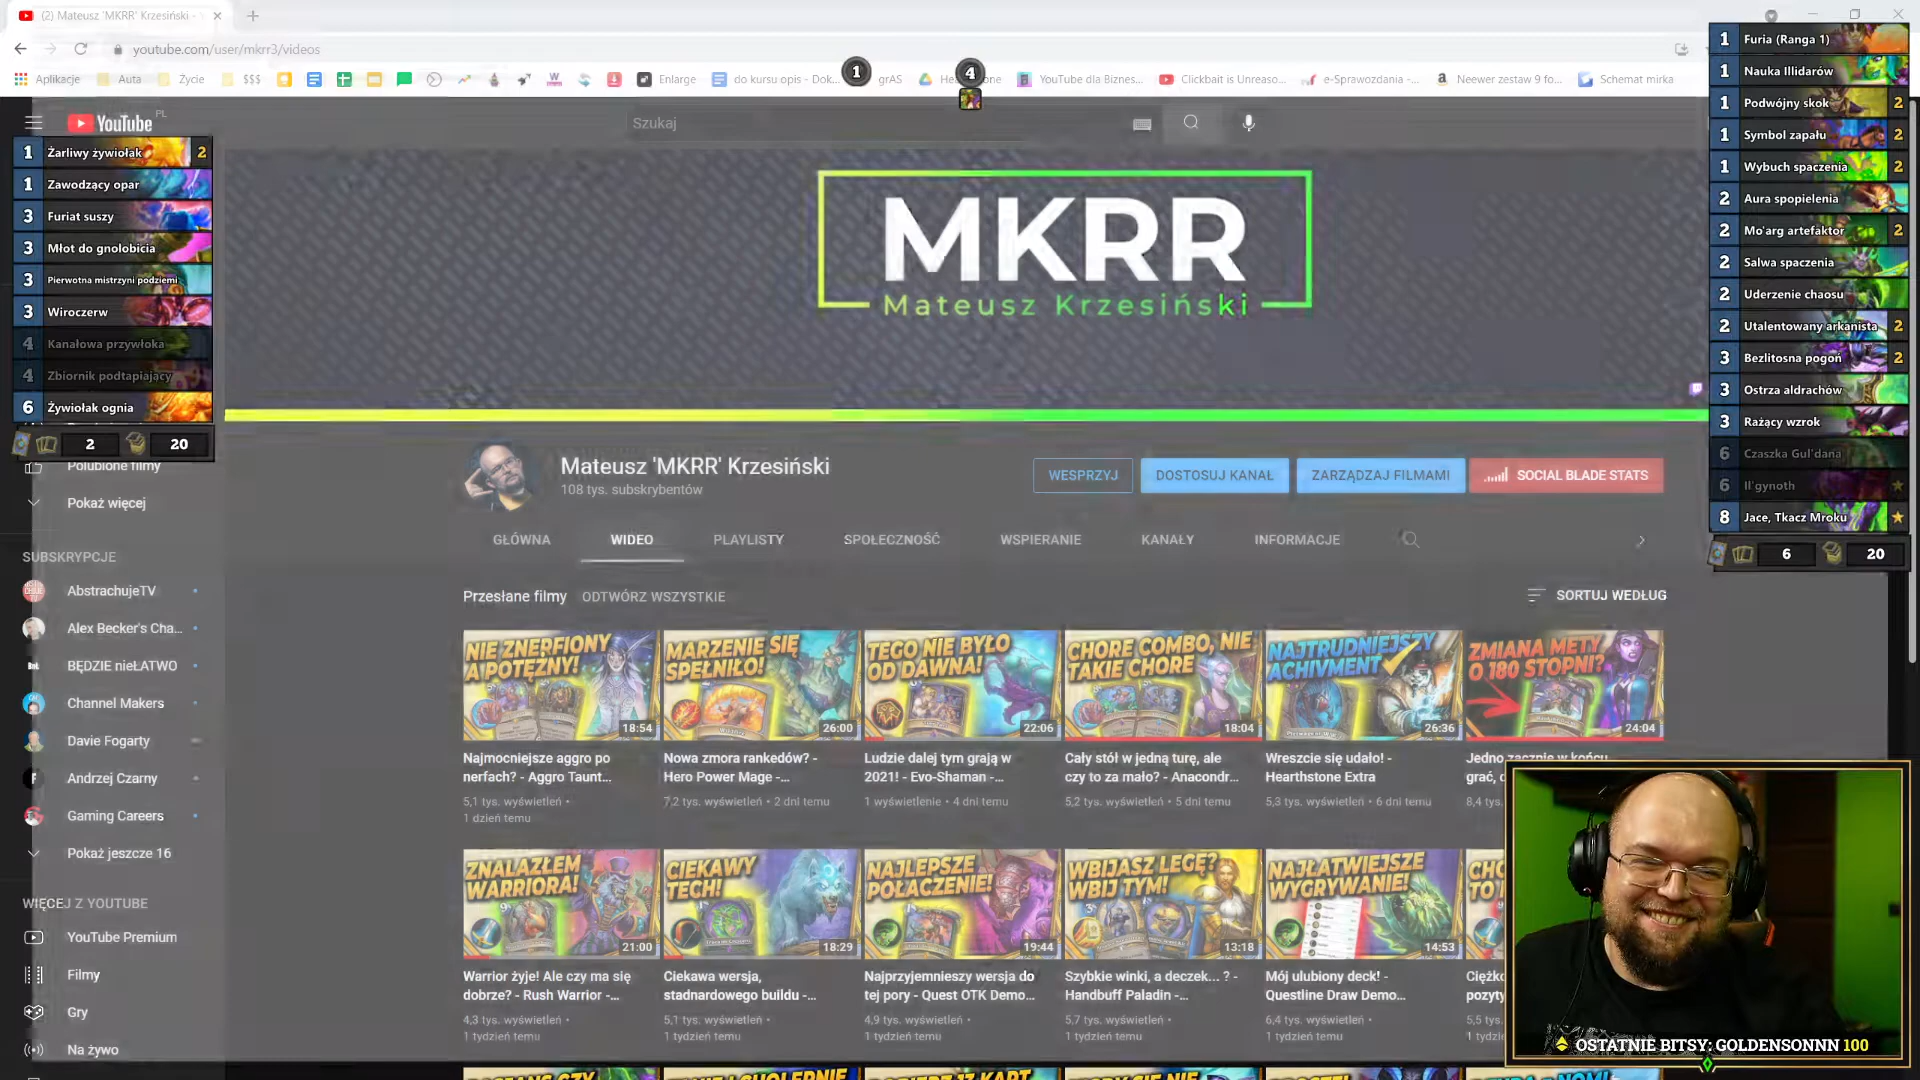 (2) Mateusz 'MKRR' Krzesiński -
youtube.com/user/mkrr3/videos
Aplikacje
Auta
Życie
$$$
Enlarge
do kursu opis - Dok...
1
grAS
4
YouTube dla Biznes...
Clickbait is Unreaso...
e-Sprawozdania -...
Neewer zestaw 9 fo...
Schemat mirka
YouTube PL
Szukaj
1 Żarliwy żywiołak 2
1 Zawodzący opar
3 Furiat suszy
3 Młot do gnolobicia
3 Pierwotna mistrzyni podziemi
3 Wiroczerw
4 Kanałowa przywłoka
4 Zbiornik podtapiający
6 Żywiołak ognia
2 20
MKRR
Mateusz Krzesiński
1 Furia (Ranga 1)
1 Nauka Illidarów
1 Podwójny skok 2
1 Symbol zapału 2
1 Wybuch spaczenia 2
2 Aura spopielenia
2 Mo'arg artefaktor 2
2 Salwa spaczenia
2 Uderzenie chaosu
2 Utalentowany arkanista 2
3 Bezlitosna pogoń 2
3 Ostrza aldrachów
3 Rażący wzrok
6 Czaszka Gul'dana
6 Il'gynoth
8 Jace, Tkacz Mroku
6 20
Polubione filmy
Pokaż więcej
SUBSKRYPCJE
AbstrachujeTV
Alex Becker's Cha...
BĘDZIE nieŁATWO
Channel Makers
Davie Fogarty
Andrzej Czarny
Gaming Careers
Pokaż jeszcze 16
WIĘCEJ Z YOUTUBE
YouTube Premium
Filmy
Gry
Na żywo
Mateusz 'MKRR' Krzesiński
108 tys. subskrybentów
WESPRZYJ
DOSTOSUJ KANAŁ
ZARZĄDZAJ FILMAMI
SOCIAL BLADE STATS
GŁÓWNA
WIDEO
PLAYLISTY
SPOŁECZNOŚĆ
WSPIERANIE
KANAŁY
INFORMACJE
Przesłane filmy
ODTWÓRZ WSZYSTKIE
SORTUJ WEDŁUG
NIE ZNERFIONY
A POTĘŻNY!
18:54
Najmocniejsze aggro po
nerfach? - Aggro Taunt...
5,1 tys. wyświetleń •
1 dzień temu
MARZENIE SIĘ
SPEŁNIŁO!
26:00
Nowa zmora rankedów? -
Hero Power Mage -...
7,2 tys. wyświetleń • 2 dni temu
TEGO NIE BYŁO
OD DAWNA!
22:06
Ludzie dalej tym grają w
2021! - Evo-Shaman -...
1 wyświetlenie • 4 dni temu
CHORE COMBO, NIE
TAKIE CHORE
18:04
Cały stół w jedną turę, ale
czy to za mało? - Anacondr...
5,2 tys. wyświetleń • 5 dni temu
NAJTRUDNIEJSZY
ACHIVMENT
26:36
Wreszcie się udało! -
Hearthstone Extra
5,3 tys. wyświetleń • 6 dni temu
ZMIANA METY
O 180 STOPNI?
24:04
Jedno zacznie w końcu
grać,
8,4 tys.
ZNALAZŁEM
WARRIORA!
21:00
Warrior żyje! Ale czy ma się
dobrze? - Rush Warrior -...
4,3 tys. wyświetleń •
1 tydzień temu
CIEKAWY
TECH!
18:29
Ciekawa wersja,
stadnardowego buildu -...
5,1 tys. wyświetleń •
1 tydzień temu
NAJLEPSZE
POŁĄCZENIE!
19:44
Najprzyjemnieszy wersja do
tej pory - Quest OTK Demo...
4,9 tys. wyświetleń •
1 tydzień temu
WBIJASZ LEGĘ?
WBIJ TYM!
13:18
Szybkie winki, a deczek... ? -
Handbuff Paladin -...
5,7 tys. wyświetleń •
1 tydzień temu
NAJŁATWIEJSZE
WYGRYWANIE!
14:53
Mój ulubiony deck! -
Questline Draw Demo...
6,4 tys. wyświetleń •
1 tydzień temu
5,5 tys.
1 tydzień
OSTATNIE BITSY: GOLDENSONNN 100